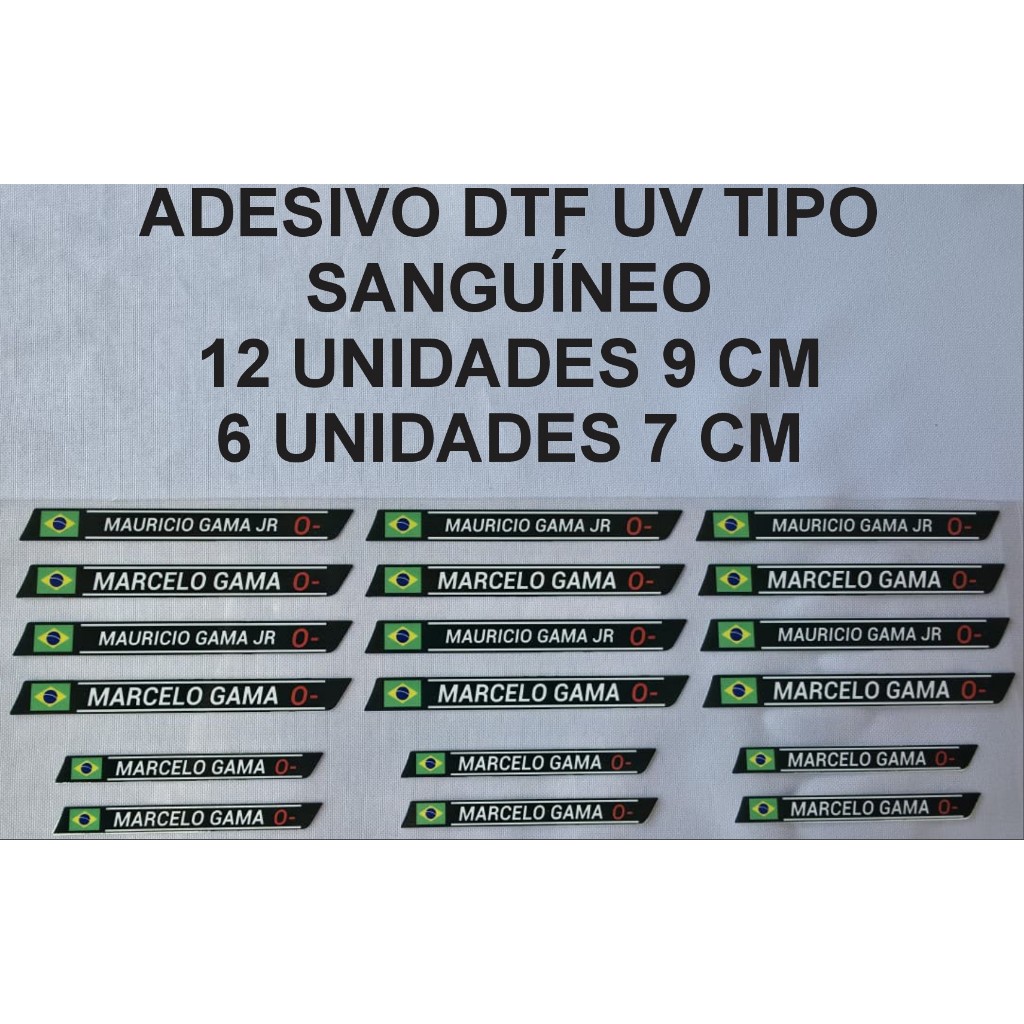 ADESIVO DTF UV TIPO
SANGUÍNEO
12 UNIDADES 9 CM
6 UNIDADES 7 CM
MAURICIO GAMA JR O- MAURICIO GAMA JR O- MAURICIO GAMA JR O-
MARCELO GAMA O- MARCELO GAMA O- MARCELO GAMA O-
MAURICIO GAMA JR O- MAURICIO GAMA JR O- MAURICIO GAMA JR O-
MARCELO GAMA O- MARCELO GAMA O- MARCELO GAMA O-
MARCELO GAMA O- MARCELO GAMA O- MARCELO GAMA O-
MARCELO GAMA O- MARCELO GAMA O- MARCELO GAMA O-